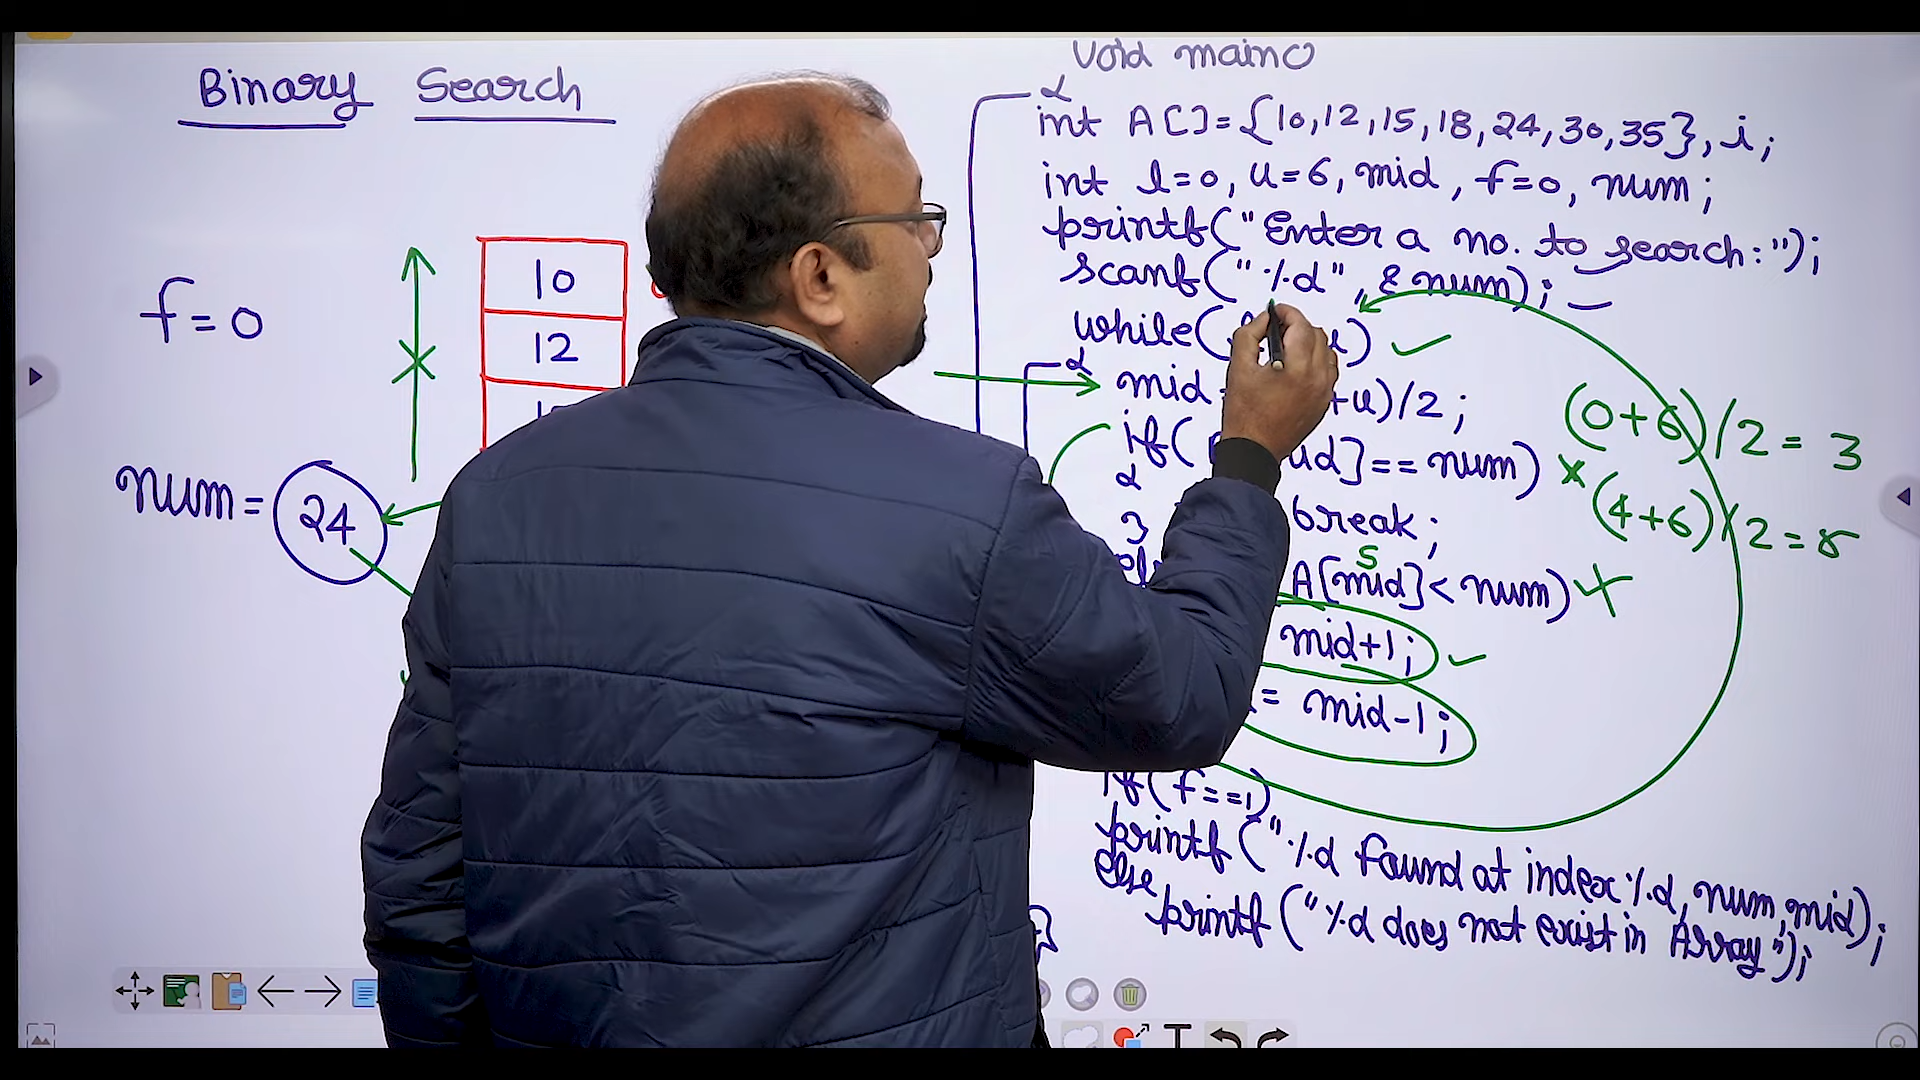 Binary Search
f=0
num= 24
10
12
void main()
int A[]={10,12,15,18,24,30,35},i;
int l=0, u=6, mid, f=0, num;
printf("Enter a no. to search:");
scanf("%d", &num);
while(
mid
+u)/2;
if(
]==num)
{
}
break;
A[mid]<num)
5
mid+1;
= mid-1;
(0+6)/2=3
(4+6)/2=5
if(f==1)
printf("%d found at index %d, num, mid);
else
printf("%d does not exist in Array");
}
T